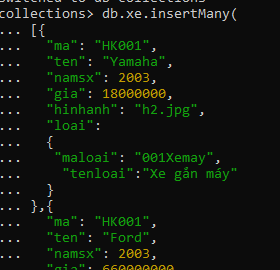 switched to db collections
collections> db.xe.insertMany(
... [{
... "ma": "HK001",
... "ten": "Yamaha",
... "namsx": 2003,
... "gia": 18000000,
... "hinhanh": "h2.jpg",
... "loai":
... {
... "maloai": "001Xemay",
... "tenloai":"Xe gắn máy"
... }
... },{
... "ma": "HK001",
... "ten": "Ford",
... "namsx": 2003,
... "gia": 660000000